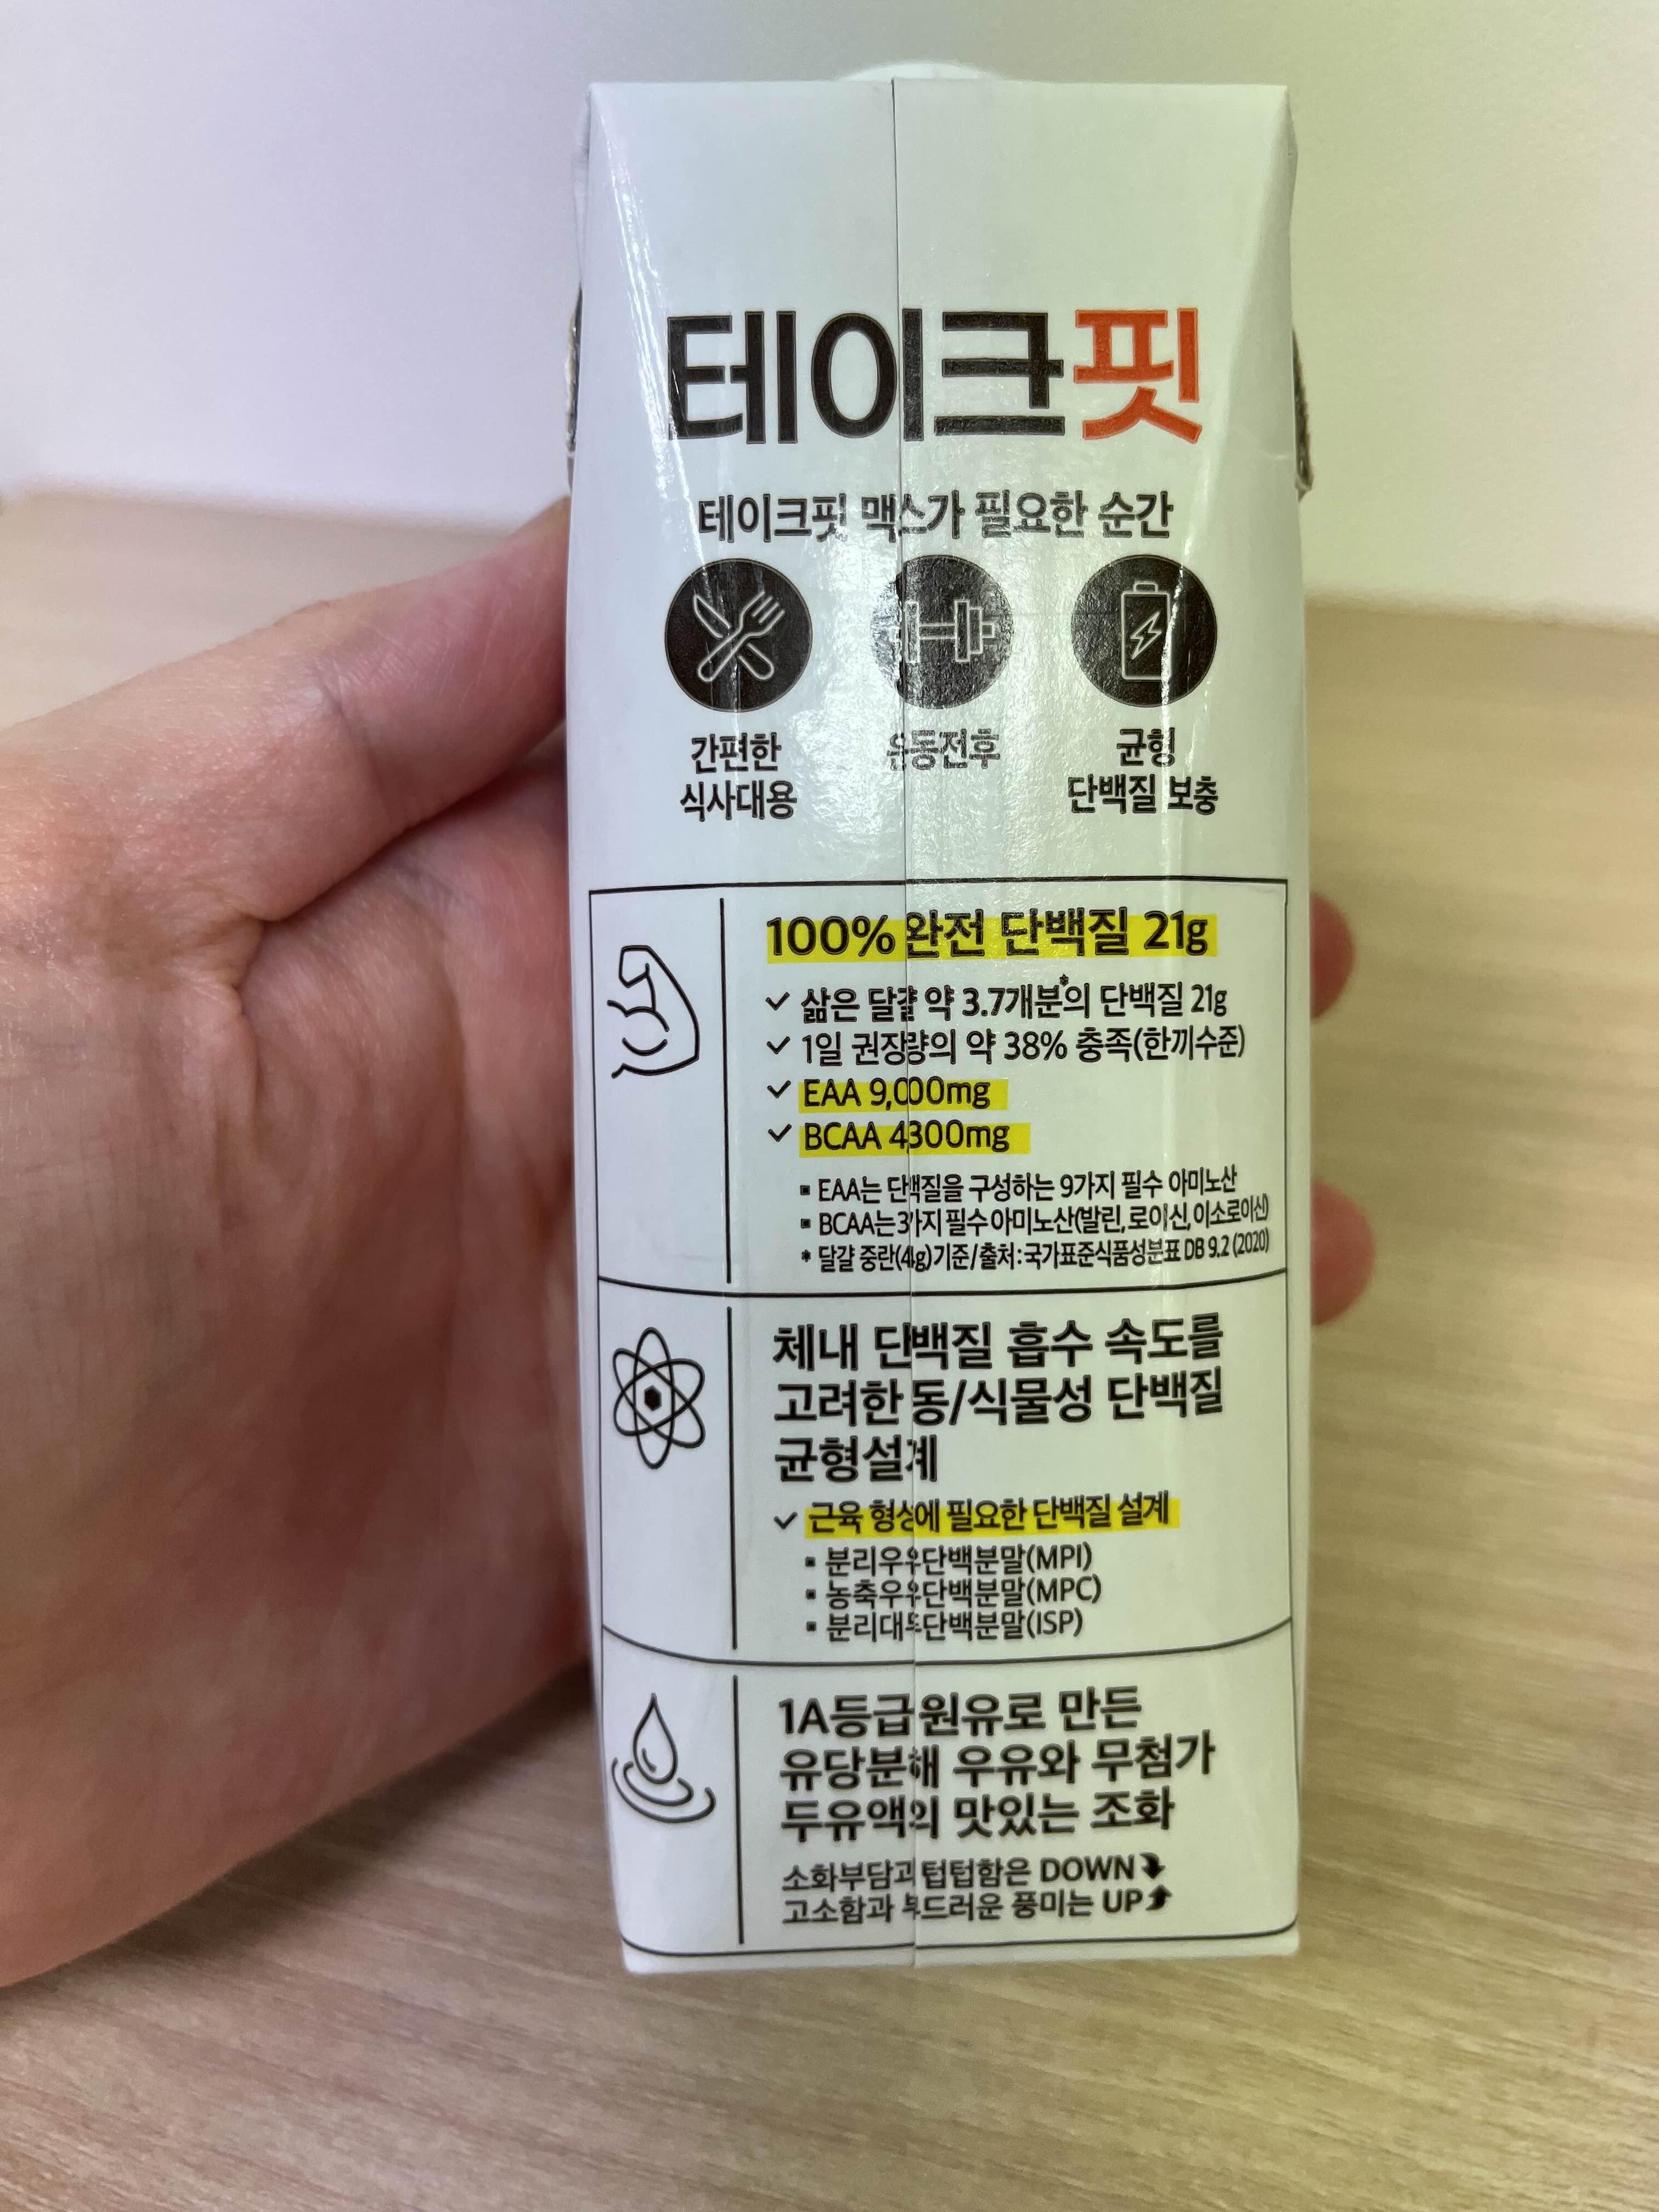 테이크핏
테이크핏 맥스가 필요한 순간
간편한
식사대용
운동전후
균형
단백질 보충
100% 완전 단백질 21g
삶은 달걀 약 3.7개분*의 단백질 21g
1일 권장량의 약 38% 충족(한끼수준)
EAA 9,000mg
BCAA 4300mg
EAA는 단백질을 구성하는 9가지 필수 아미노산
BCAA는 3가지 필수 아미노산(발린, 로이신, 이소로이신)
* 달걀 중란 기준/출처:국가표준식품성분표 DB 9.2 (2020)
체내 단백질 흡수 속도를
고려한 동/식물성 단백질
균형설계
근육 형성에 필요한 단백질 설계
분리우유단백분말(MPI)
농축우유단백분말(MPC)
분리대두단백분말(ISP)
1A등급 원유로 만든
유당분해 우유와 무첨가
두유액의 맛있는 조화
소화부담과 텁텁함은 DOWN
고소함과 부드러운 풍미는 UP